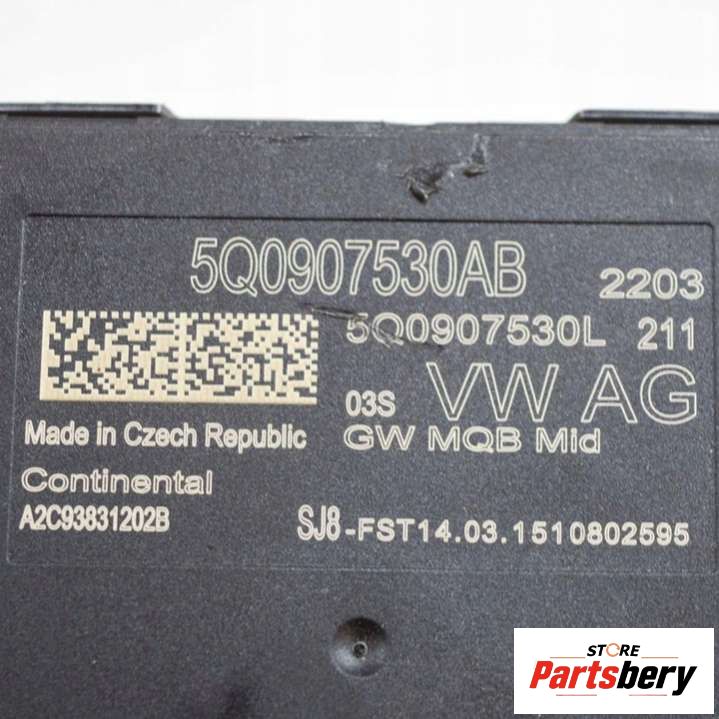 5Q0907530AB 2203
5Q0907530L 211
03S VW AG
Made in Czech Republic GW MQB Mid
Continental
A2C93831202B SJ8-FST14.03.1510802595
STORE
Partsbery